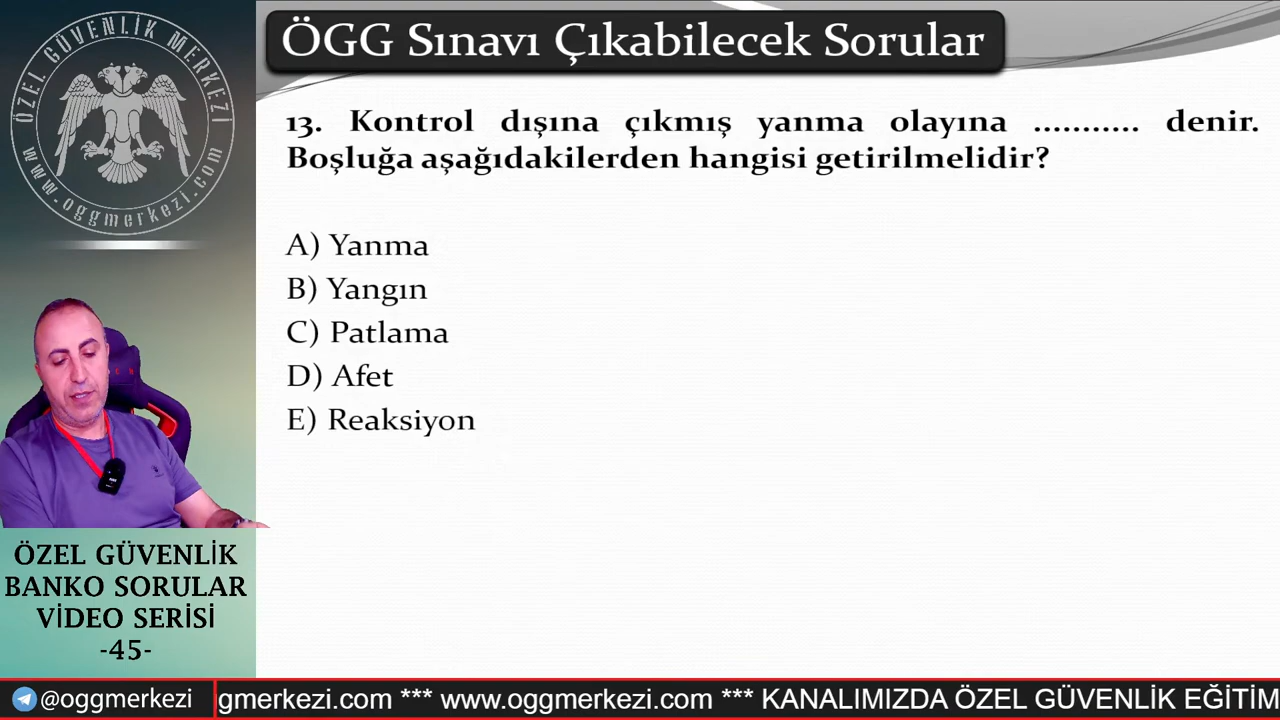 ÖZEL GÜVENLİK MERKEZİ
www.oggmerkezi.com
ÖGG Sınavı Çıkabilecek Sorular
13. Kontrol dışına çıkmış yanma olayına ........... denir.
Boşluğa aşağıdakilerden hangisi getirilmelidir?
A) Yanma
B) Yangın
C) Patlama
D) Afet
E) Reaksiyon
ÖZEL GÜVENLİK
BANKO SORULAR
VİDEO SERİSİ
-45-
@oggmerkezi
gmerkezi.com *** www.oggmerkezi.com *** KANALIMIZDA ÖZEL GÜVENLİK EĞİTİM